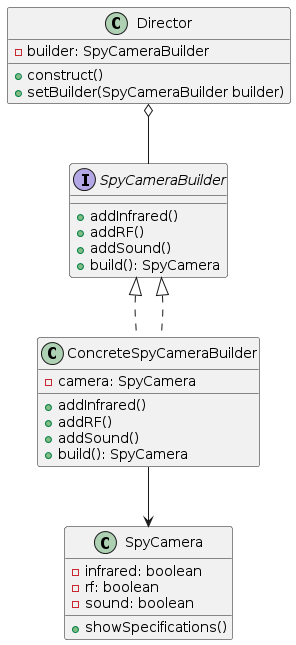 C Director
builder: SpyCameraBuilder
construct()
setBuilder(SpyCameraBuilder builder)
I SpyCameraBuilder
addInfrared()
addRF()
addSound()
build(): SpyCamera
C ConcreteSpyCameraBuilder
camera: SpyCamera
addInfrared()
addRF()
addSound()
build(): SpyCamera
C SpyCamera
infrared: boolean
rf: boolean
sound: boolean
showSpecifications()